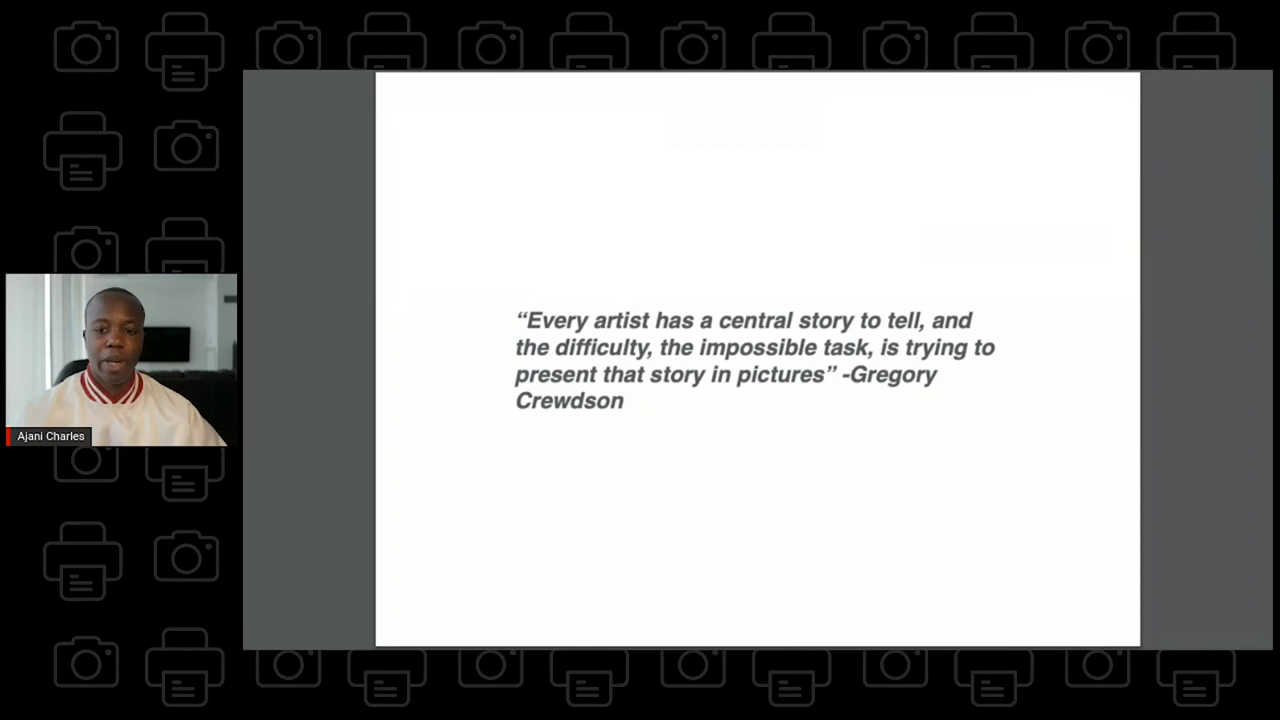 “Every artist has a central story to tell, and
the difficulty, the impossible task, is trying to
present that story in pictures” -Gregory
Crewdson
Ajani Charles